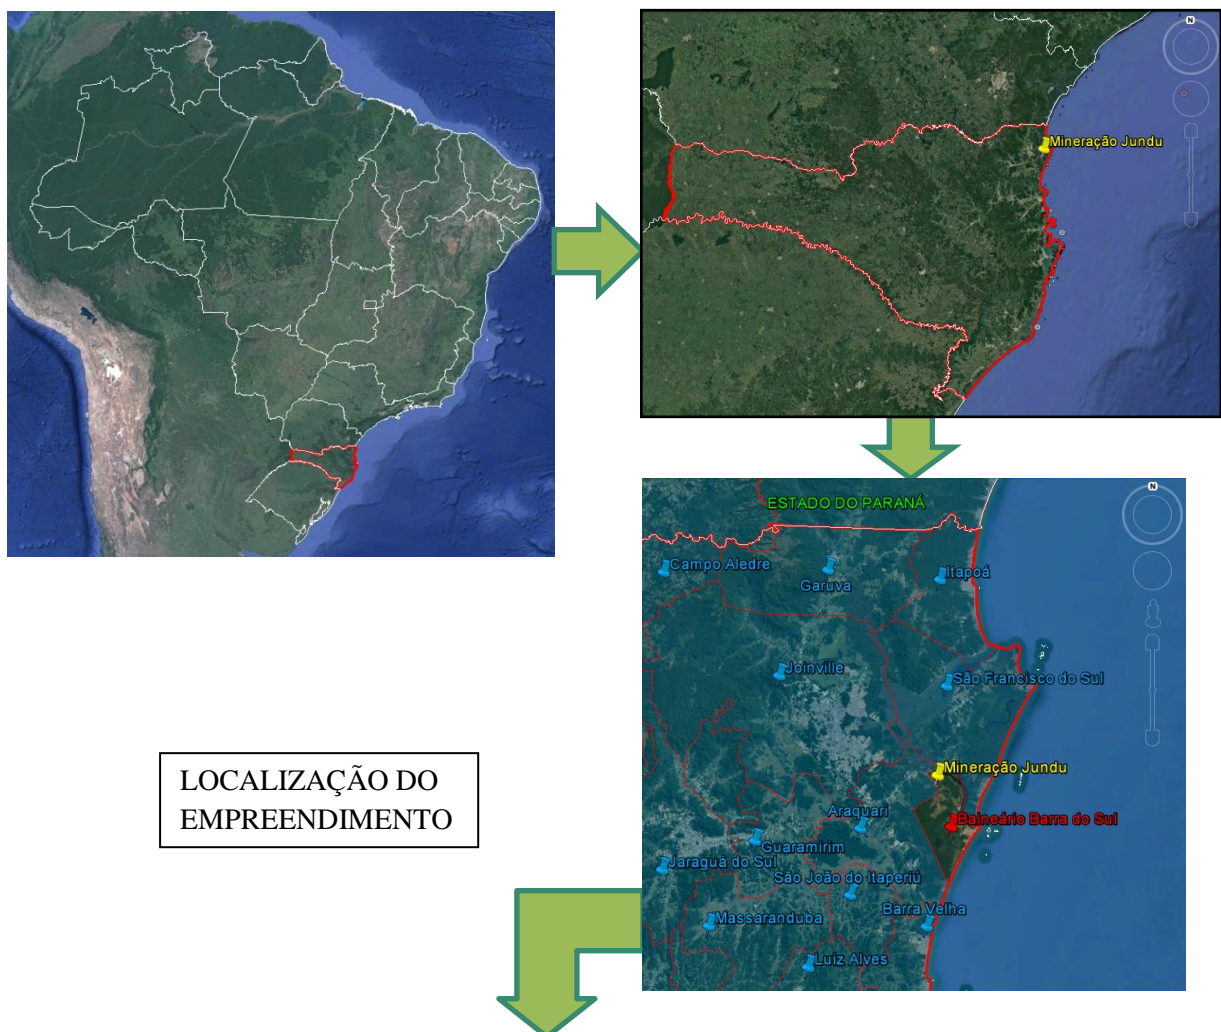 N
Mineração Jundu
N
ESTADO DO PARANÁ
Campo Aledre
Garuva
Itapoá
Joinville
São Francisco do Sul
Mineração Jundu
Araquari
Balneário Barra do Sul
Guaramirim
Jaraguá do Sul
São João do Itaperiú
Massaranduba
Barra Velha
Luiz Alves
LOCALIZAÇÃO DO
EMPREENDIMENTO